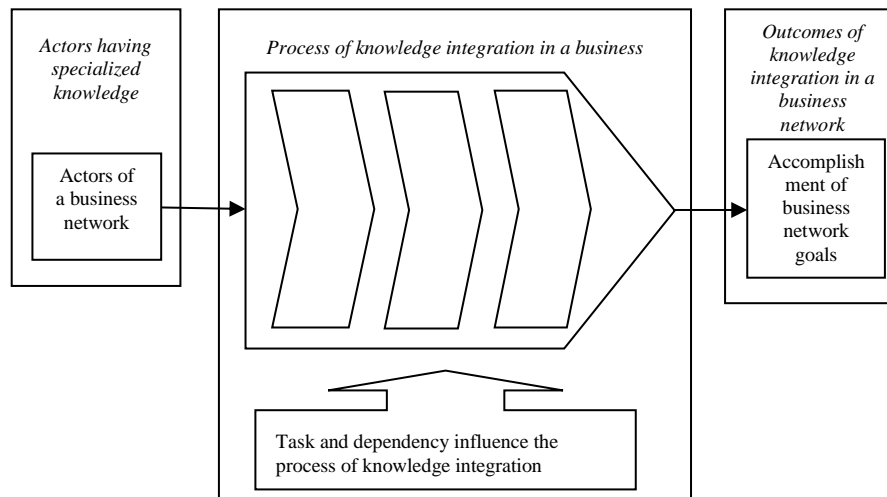 Actors having
specialized
knowledge
Actors of
a business
network
Process of knowledge integration in a business
Task and dependency influence the
process of knowledge integration
Outcomes of
knowledge
integration in a
business
network
Accomplish
ment of
business
network
goals